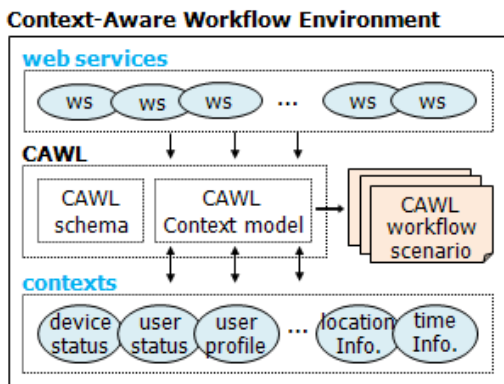 Context-Aware Workflow Environment
web services
ws ws ws ... ws ws
CAWL
CAWL
schema
CAWL
Context model
CAWL
workflow
scenario
contexts
device
status
user
status
user
profile
...
location
Info.
time
Info.